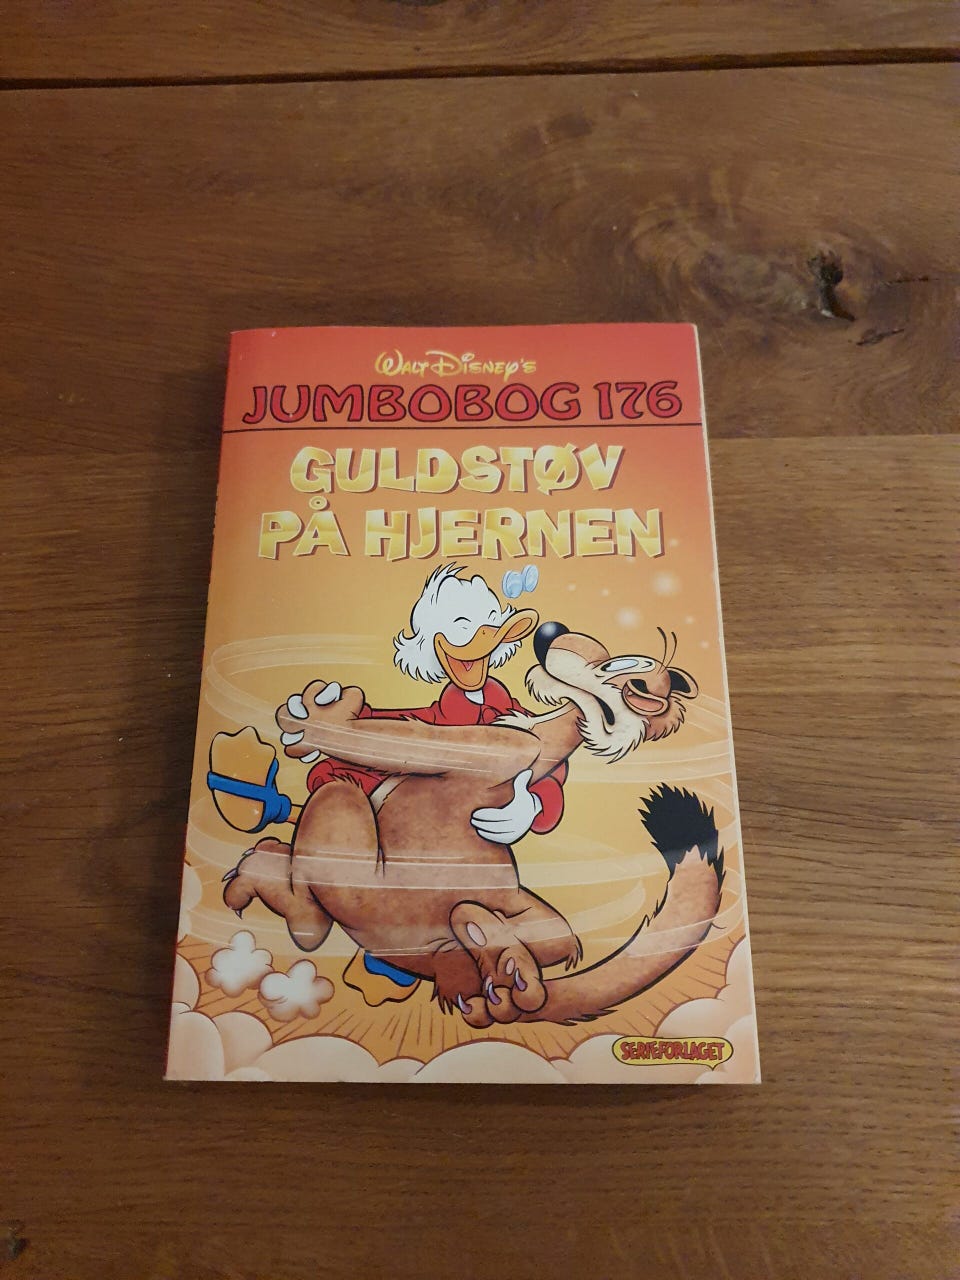 WALT DISNEY'S
JUMBOBOG 176
GULDSTØV
PÅ HJERNEN
SERIEFORLAGET